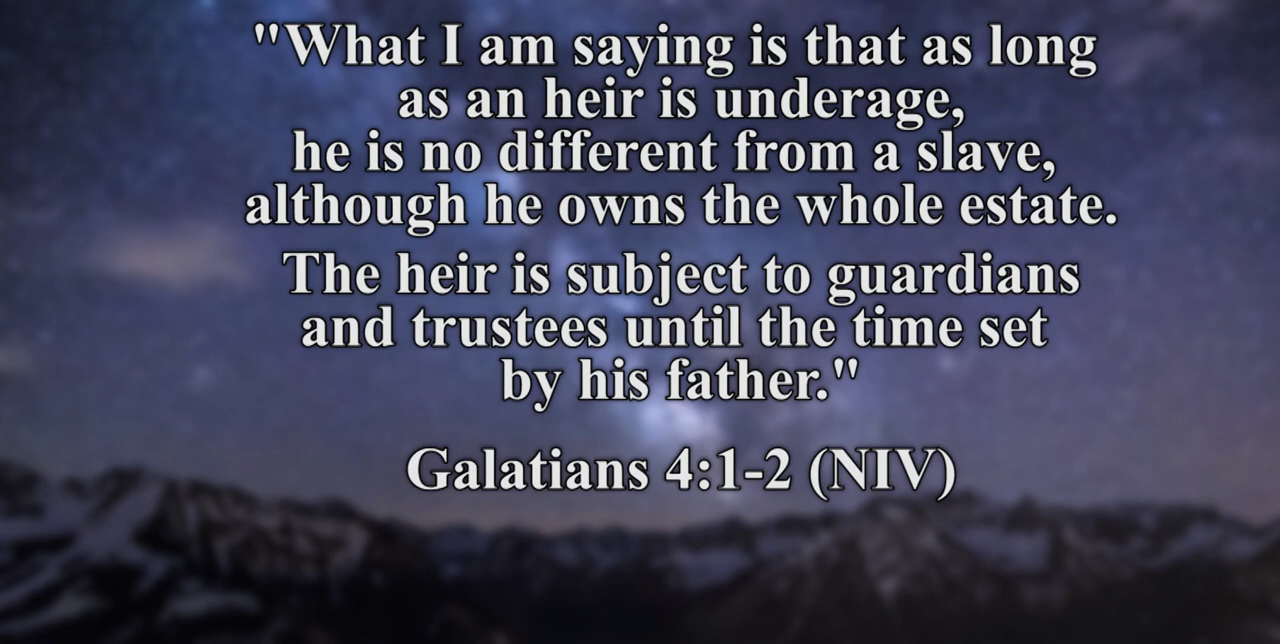 "What I am saying is that as long
as an heir is underage,
he is no different from a slave,
although he owns the whole estate.
The heir is subject to guardians
and trustees until the time set
by his father."
Galatians 4:1-2 (NIV)